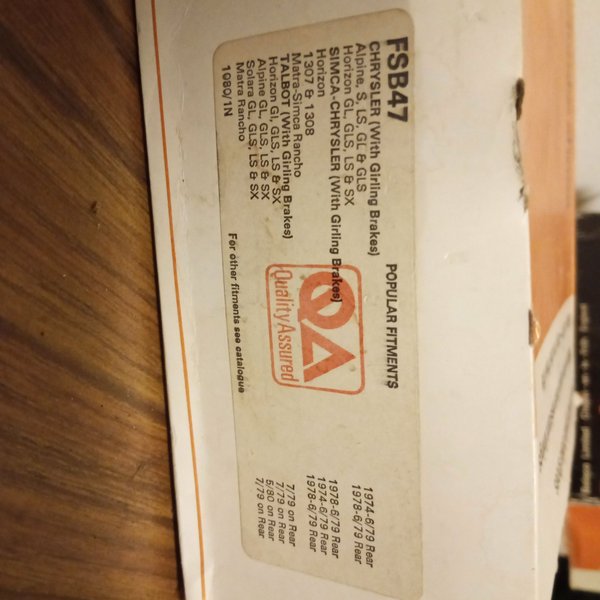 FSB47
POPULAR FITMENTS
CHRYSLER (With Girling Brakes)
Alpine, S, LS, GL & GLS 1974-6/79 Rear
Horizon GL, GLS, LS & SX 1978-6/79 Rear
SIMCA-CHRYSLER (With Girling Brakes)
Horizon 1978-6/79 Rear
1307 & 1308 1974-6/79 Rear
Matra-Simca Rancho 1978-6/79 Rear
TALBOT (With Girling Brakes)
Horizon Gl, GLS, LS & SX 7/79 on Rear
Alpine GL, GLS, LS & SX 7/79 on Rear
Solara GL, GLS, LS & SX 5/80 on Rear
Matra Rancho 7/79 on Rear
1080/1N
For other fitments see catalogue
QA
Quality Assured